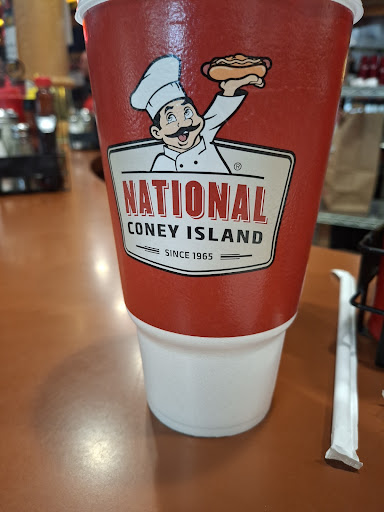 ®
NATIONAL
CONEY ISLAND
SINCE 1965